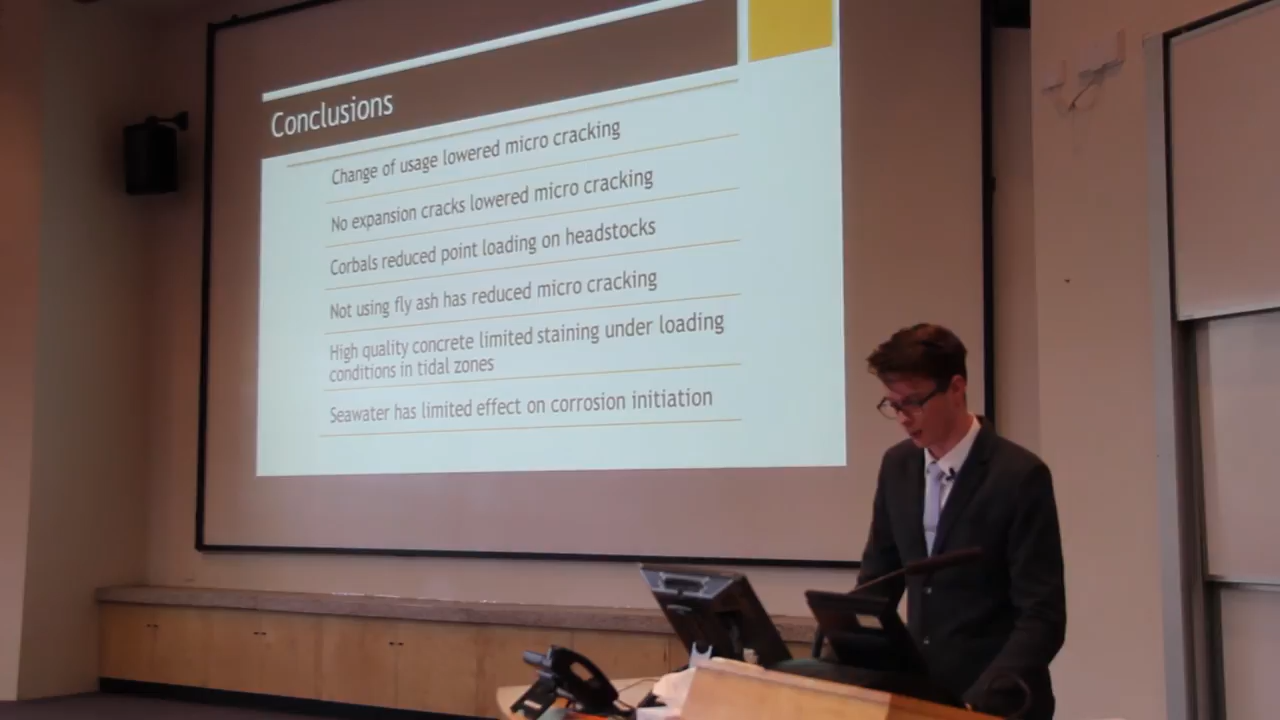 Conclusions
Change of usage lowered micro cracking
No expansion cracks lowered micro cracking
Corbals reduced point loading on headstocks
Not using fly ash has reduced micro cracking
High quality concrete limited staining under loading
conditions in tidal zones
Seawater has limited effect on corrosion initiation